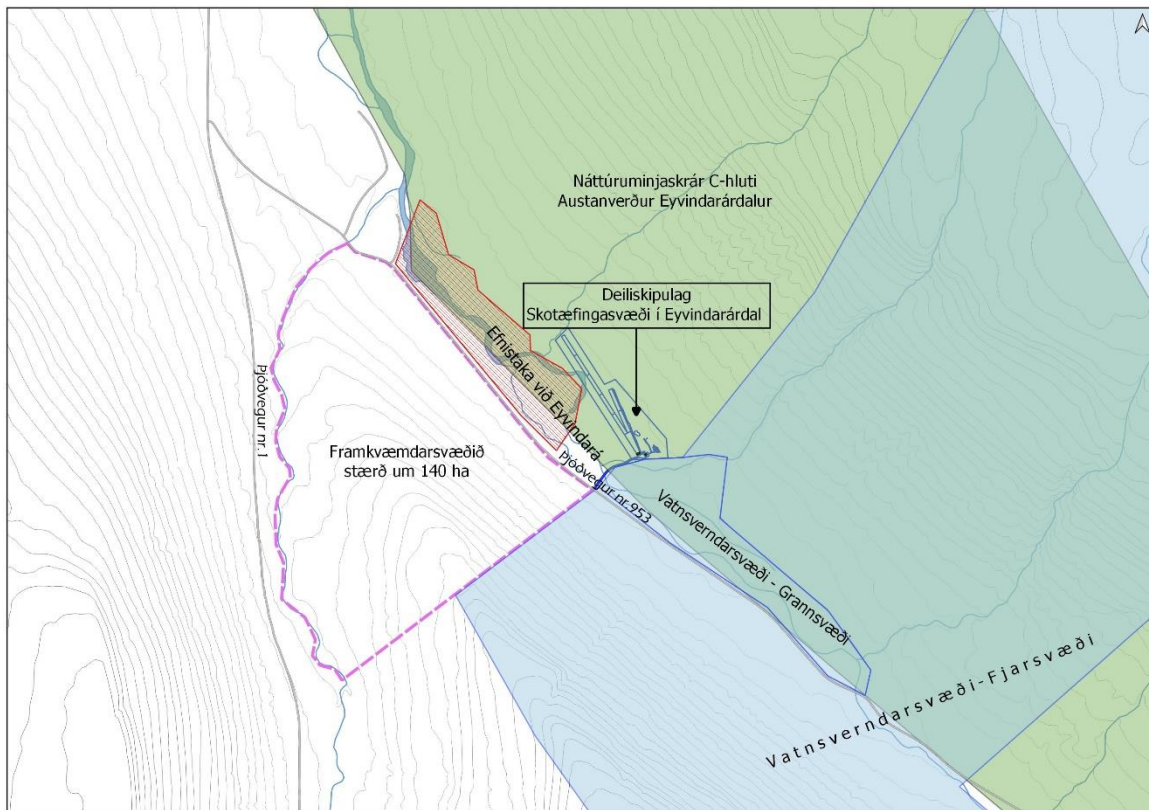 Náttúruminjaskrár C-hluti
Austanverður Eyvindarárdalur
Deiliskipulag
Skotæfingasvæði í Eyvindarárdal
Efnistaka við Eyvindará
Þjóðvegur nr.1
Framkvæmdarsvæðið
stærð um 140 ha
Þjóðvegur nr.953
Vatnsverndarsvæði - Grannsvæði
Vatnsverndarsvæði-Fjarsvæði